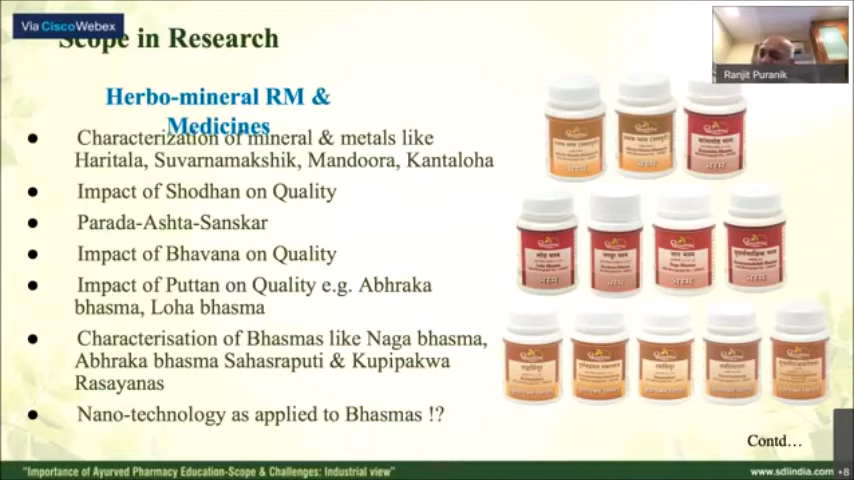 Via Cisco Webex
Scope in Research
Ranjit Puranik
Herbo-mineral RM &
Medicines
● Characterization of mineral & metals like
Haritala, Suvarnamakshik, Mandoora, Kantaloha
● Impact of Shodhan on Quality
● Parada-Ashta-Sanskar
● Impact of Bhavana on Quality
● Impact of Puttan on Quality e.g. Abhraka
bhasma, Loha bhasma
● Characterisation of Bhasmas like Naga bhasma,
Abhraka bhasma Sahasraputi & Kupipakwa
Rasayanas
● Nano-technology as applied to Bhasmas !?
Contd...
"Importance of Ayurved Pharmacy Education-Scope & Challenges: Industrial view"
www.sdlindia.com
+8